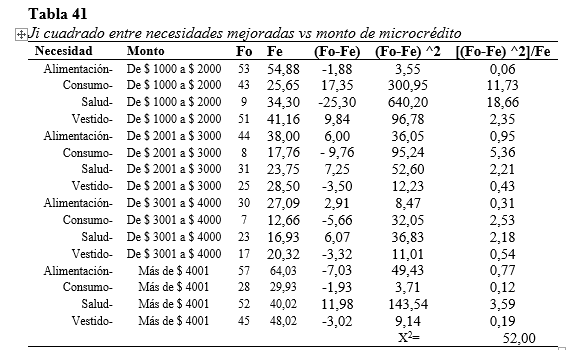 Tabla 41
Ji cuadrado entre necesidades mejoradas vs monto de microcrédito
Necesidad Monto Fo Fe (Fo-Fe) (Fo-Fe) ^2 [(Fo-Fe) ^2]/Fe
Alimentación- De $ 1000 a $ 2000 53 54,88 -1,88 3,55 0,06
Consumo- De $ 1000 a $ 2000 43 25,65 17,35 300,95 11,73
Salud- De $ 1000 a $ 2000 9 34,30 -25,30 640,20 18,66
Vestido- De $ 1000 a $ 2000 51 41,16 9,84 96,78 2,35
Alimentación- De $ 2001 a $ 3000 44 38,00 6,00 36,05 0,95
Consumo- De $ 2001 a $ 3000 8 17,76 - 9,76 95,24 5,36
Salud- De $ 2001 a $ 3000 31 23,75 7,25 52,60 2,21
Vestido- De $ 2001 a $ 3000 25 28,50 -3,50 12,23 0,43
Alimentación- De $ 3001 a $ 4000 30 27,09 2,91 8,47 0,31
Consumo- De $ 3001 a $ 4000 7 12,66 -5,66 32,05 2,53
Salud- De $ 3001 a $ 4000 23 16,93 6,07 36,83 2,18
Vestido- De $ 3001 a $ 4000 17 20,32 -3,32 11,01 0,54
Alimentación- Más de $ 4001 57 64,03 -7,03 49,43 0,77
Consumo- Más de $ 4001 28 29,93 -1,93 3,71 0,12
Salud- Más de $ 4001 52 40,02 11,98 143,54 3,59
Vestido- Más de $ 4001 45 48,02 -3,02 9,14 0,19
X²= 52,00